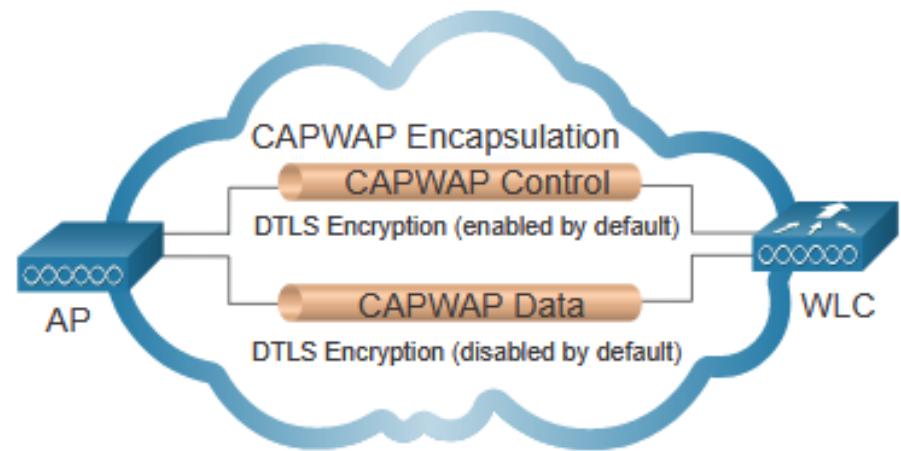 CAPWAP Encapsulation
CAPWAP Control
DTLS Encryption (enabled by default)
AP
WLC
CAPWAP Data
DTLS Encryption (disabled by default)